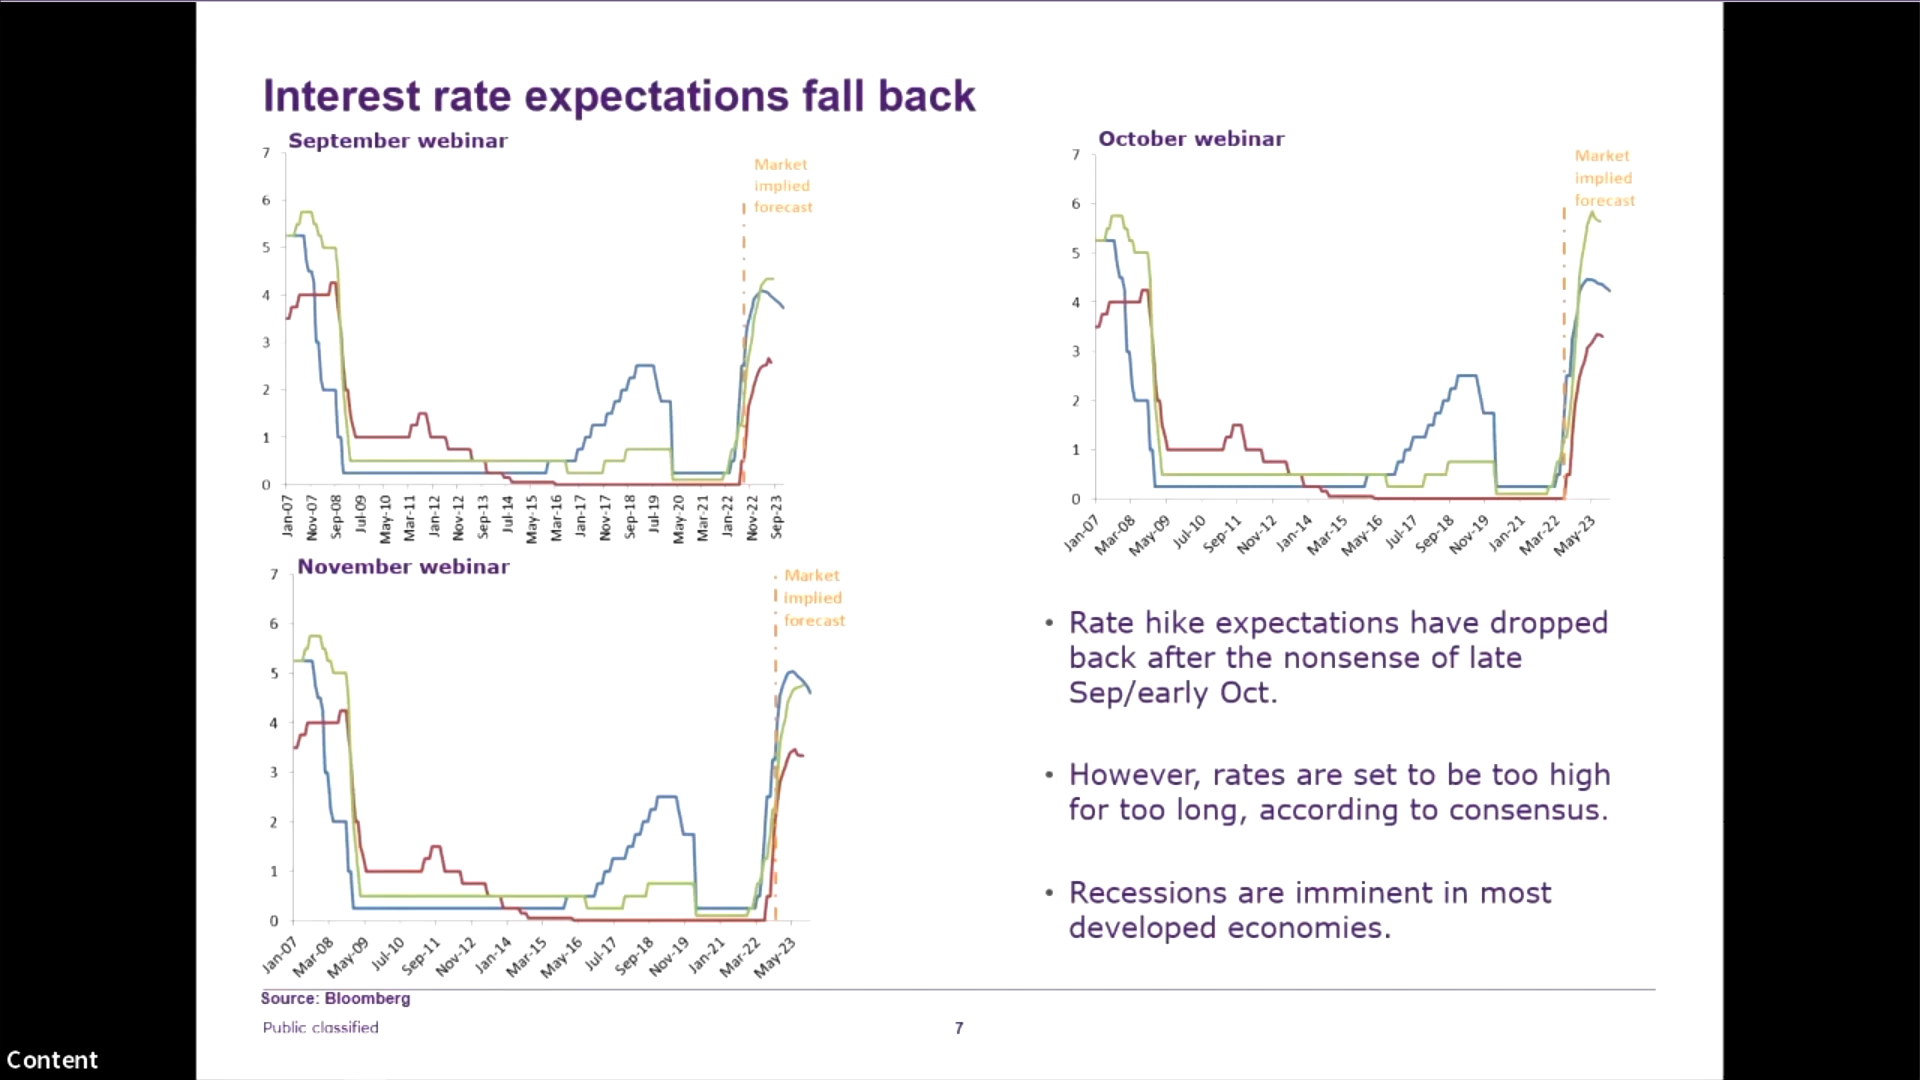 Interest rate expectations fall back
September webinar
7
6
5
4
3
2
1
0
Market
implied
forecast
Jan-07
Nov-07
Sep-08
Jul-09
May-10
Mar-11
Jan-12
Nov-12
Sep-13
Jul-14
May-15
Mar-16
Jan-17
Nov-17
Sep-18
Jul-19
May-20
Mar-21
Jan-22
Nov-22
Sep-23
October webinar
7
6
5
4
3
2
1
0
Market
implied
forecast
Jan-07
Mar-08
May-09
Jul-10
Sep-11
Nov-12
Jan-14
Mar-15
May-16
Jul-17
Sep-18
Nov-19
Jan-21
Mar-22
May-23
November webinar
7
6
5
4
3
2
1
0
Market
implied
forecast
Jan-07
Mar-08
May-09
Jul-10
Sep-11
Nov-12
Jan-14
Mar-15
May-16
Jul-17
Sep-18
Nov-19
Jan-21
Mar-22
May-23
• Rate hike expectations have dropped
back after the nonsense of late
Sep/early Oct.
• However, rates are set to be too high
for too long, according to consensus.
• Recessions are imminent in most
developed economies.
Source: Bloomberg
Public classified
7
Content